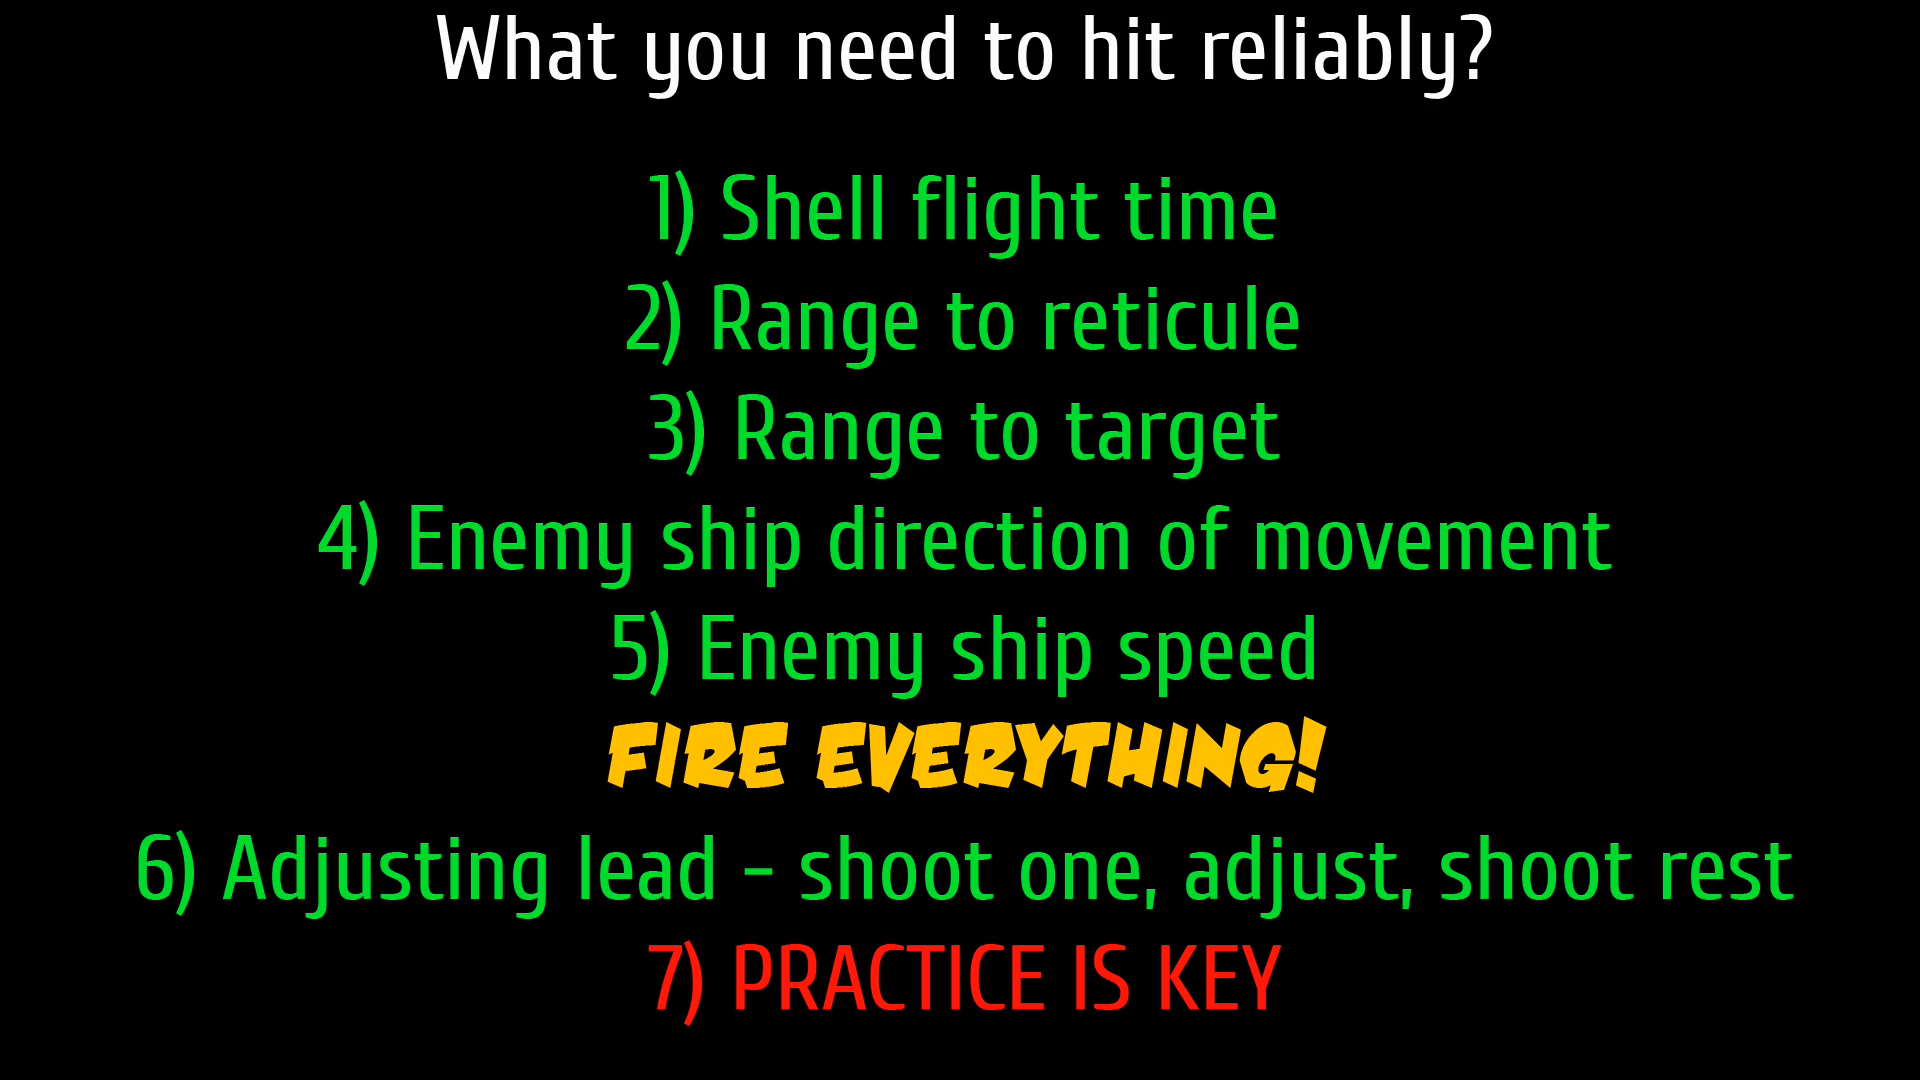 What you need to hit reliably?
1) Shell flight time
2) Range to reticule
3) Range to target
4) Enemy ship direction of movement
5) Enemy ship speed
FIRE EVERYTHING!
6) Adjusting lead - shoot one, adjust, shoot rest
7) PRACTICE IS KEY